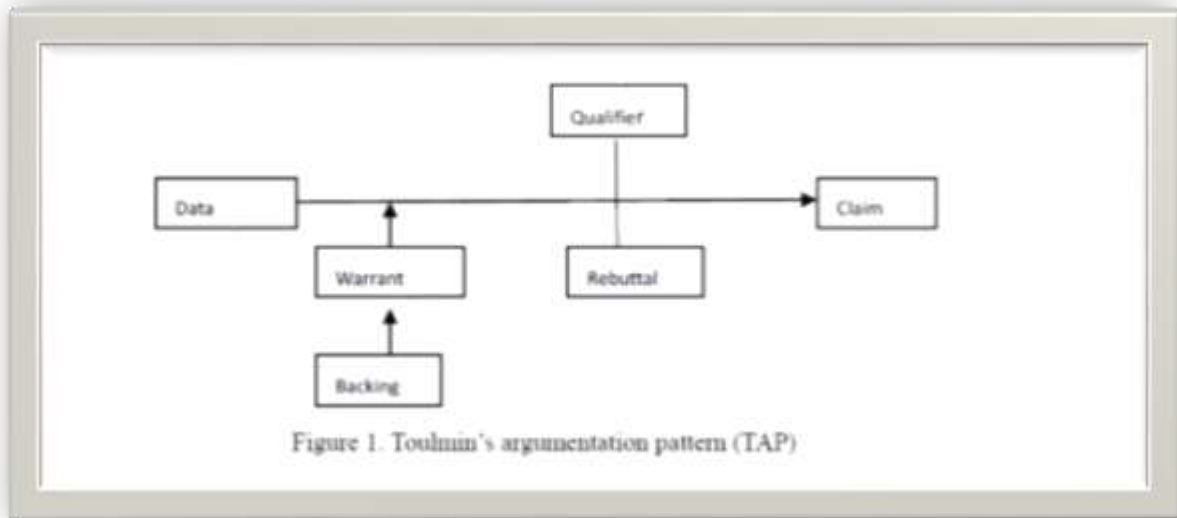 Qualifier
Data
Claim
Warrant
Rebuttal
Backing
Figure 1. Toulmin's argumentation pattern (TAP)